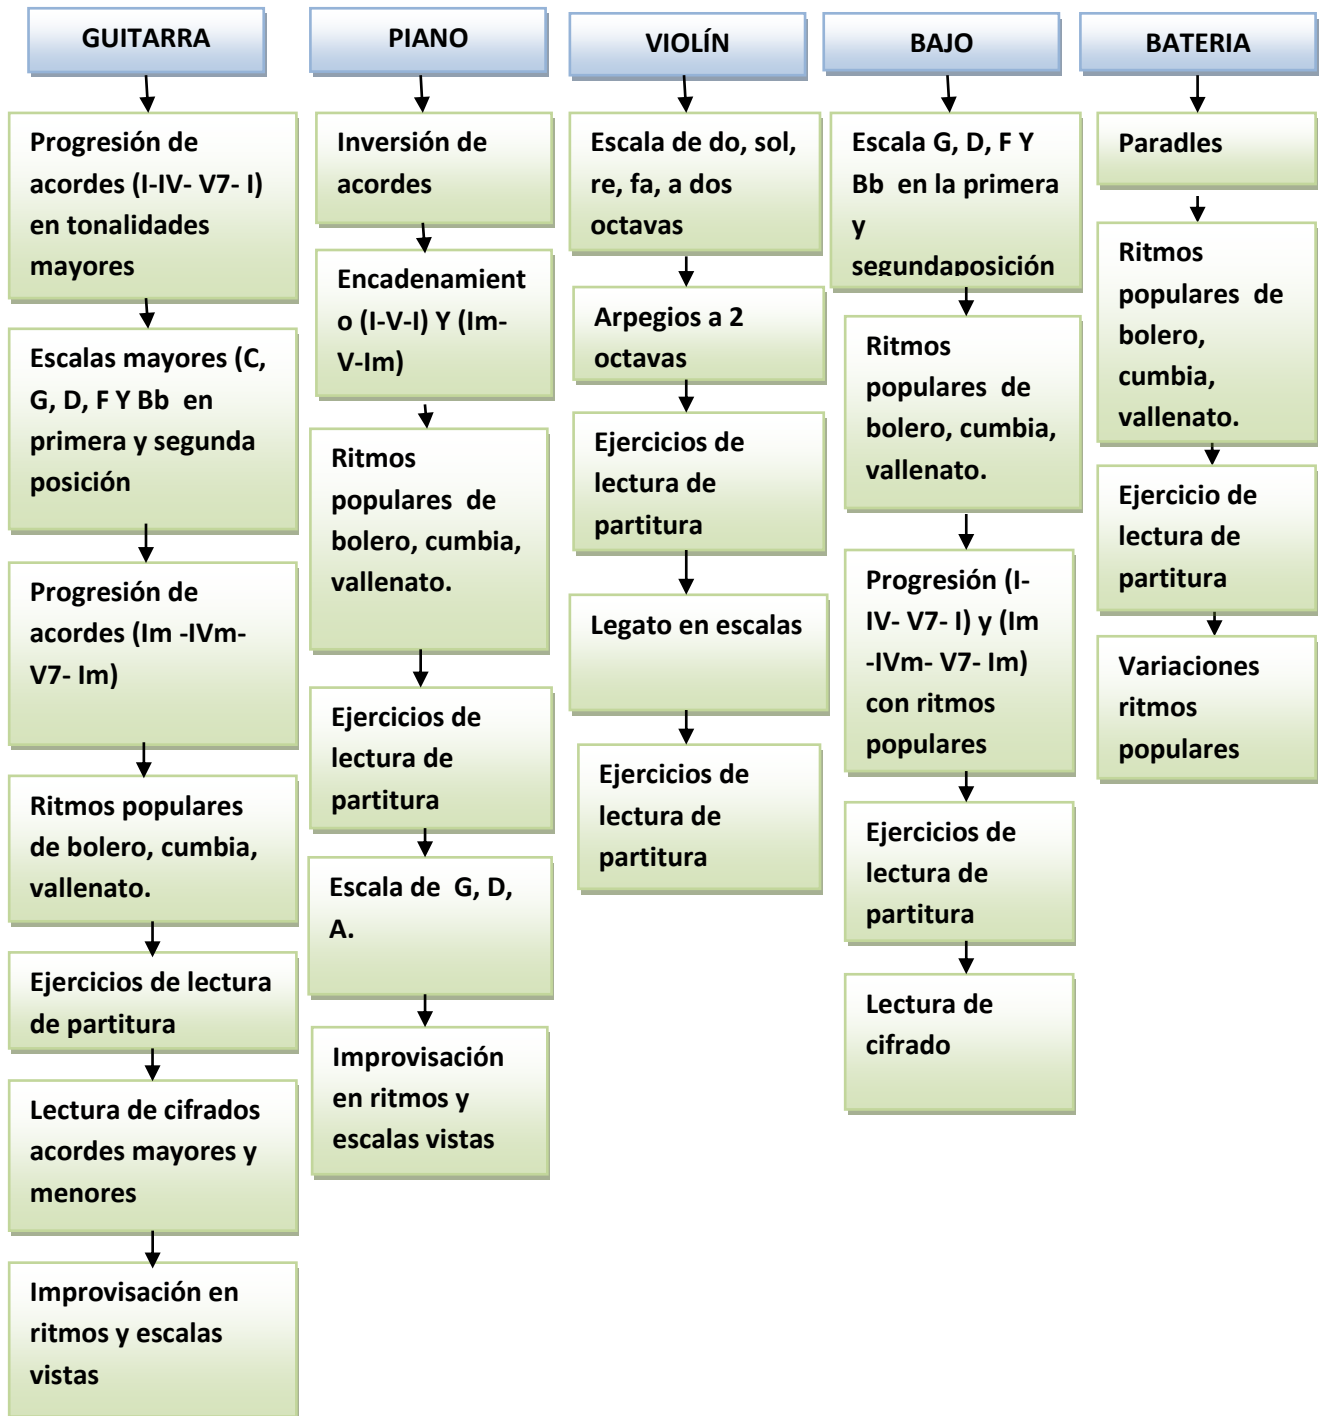 GUITARRA
Progresión de
acordes (I-IV- V7- I)
en tonalidades
mayores
Escalas mayores (C,
G, D, F Y Bb  en
primera y segunda
posición
Progresión de
acordes (Im -IVm-
V7- Im)
Ritmos populares
de bolero, cumbia,
vallenato.
Ejercicios de lectura
de partitura
Lectura de cifrados
acordes mayores y
menores
Improvisación en
ritmos y escalas
vistas
PIANO
Inversión de
acordes
Encadenamient
o (I-V-I) Y (Im-
V-Im)
Ritmos
populares  de
bolero, cumbia,
vallenato.
Ejercicios de
lectura de
partitura
Escala de  G, D,
A.
Improvisación
en ritmos y
escalas vistas
VIOLÍN
Escala de do, sol,
re, fa, a dos
octavas
Arpegios a 2
octavas
Ejercicios de
lectura de
partitura
Legato en escalas
Ejercicios de
lectura de
partitura
BAJO
Escala G, D, F Y
Bb  en la primera
y
segundaposición
Ritmos
populares  de
bolero, cumbia,
vallenato.
Progresión (I-
IV- V7- I) y (Im
-IVm- V7- Im)
con ritmos
populares
Ejercicios de
lectura de
partitura
Lectura de
cifrado
BATERIA
Paradles
Ritmos
populares  de
bolero,
cumbia,
vallenato.
Ejercicio de
lectura de
partitura
Variaciones
ritmos
populares